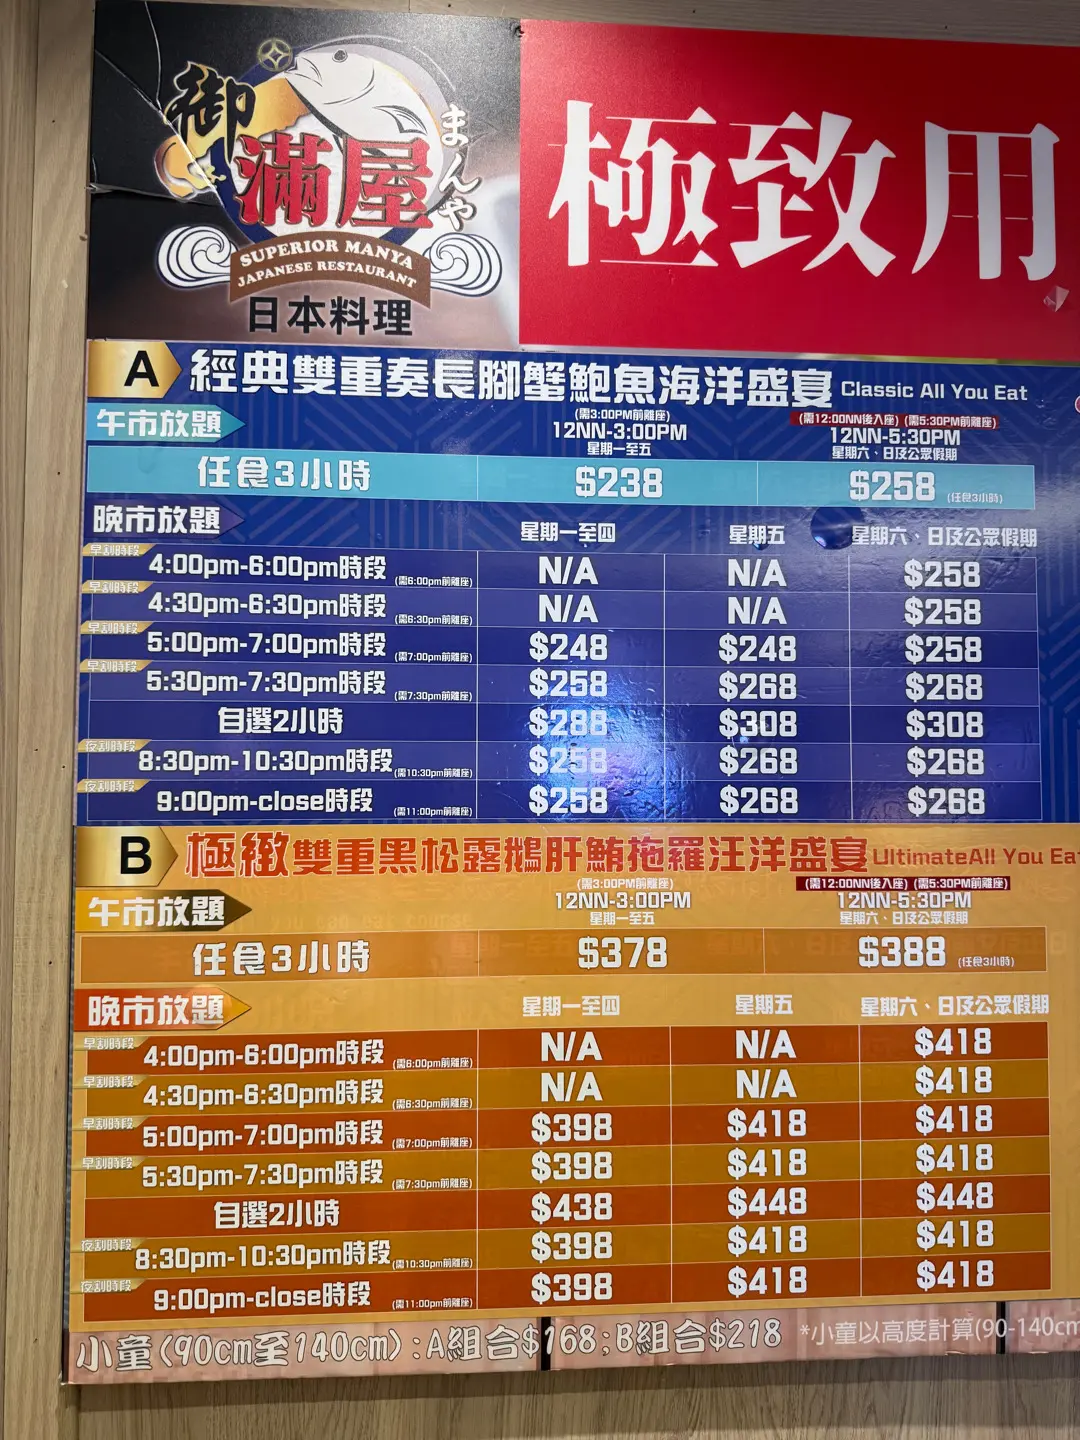 御滿屋
まんや
SUPERIOR MANYA
JAPANESE RESTAURANT
日本料理
極致用
A 經典雙重奏長腳蟹鮑魚海洋盛宴 Classic All You Eat
午市放題
(需3:00PM前離座)
12NN-3:00PM
星期一至五
(需12:00NN後入座) (需5:30PM前離座)
12NN-5:30PM
星期六、日及公眾假期
任食3小時 $238 $258 (任食3小時)
晚市放題 星期一至四 星期五 星期六、日及公眾假期
早割時段 4:00pm-6:00pm時段 (需6:00pm前離座) N/A N/A $258
早割時段 4:30pm-6:30pm時段 (需6:30pm前離座) N/A N/A $258
早割時段 5:00pm-7:00pm時段 (需7:00pm前離座) $248 $248 $258
早割時段 5:30pm-7:30pm時段 (需7:30pm前離座) $258 $268 $268
自選2小時 $288 $308 $308
夜割時段 8:30pm-10:30pm時段 (需10:30pm前離座) $258 $268 $268
夜割時段 9:00pm-close時段 (需11:00pm前離座) $258 $268 $268
B 極緻雙重黑松露鵝肝鮪拖羅汪洋盛宴 UltimateAll You Eat
午市放題
(需3:00PM前離座)
12NN-3:00PM
星期一至五
(需12:00NN後入座) (需5:30PM前離座)
12NN-5:30PM
星期六、日及公眾假期
任食3小時 $378 $388 (任食3小時)
晚市放題 星期一至四 星期五 星期六、日及公眾假期
早割時段 4:00pm-6:00pm時段 (需6:00pm前離座) N/A N/A $418
早割時段 4:30pm-6:30pm時段 (需6:30pm前離座) N/A N/A $418
早割時段 5:00pm-7:00pm時段 (需7:00pm前離座) $398 $418 $418
早割時段 5:30pm-7:30pm時段 (需7:30pm前離座) $398 $418 $418
自選2小時 $438 $448 $448
夜割時段 8:30pm-10:30pm時段 (需10:30pm前離座) $398 $418 $418
夜割時段 9:00pm-close時段 (需11:00pm前離座) $398 $418 $418
小童(90cm至140cm):A組合$168;B組合$218 *小童以高度計算(90-140cm